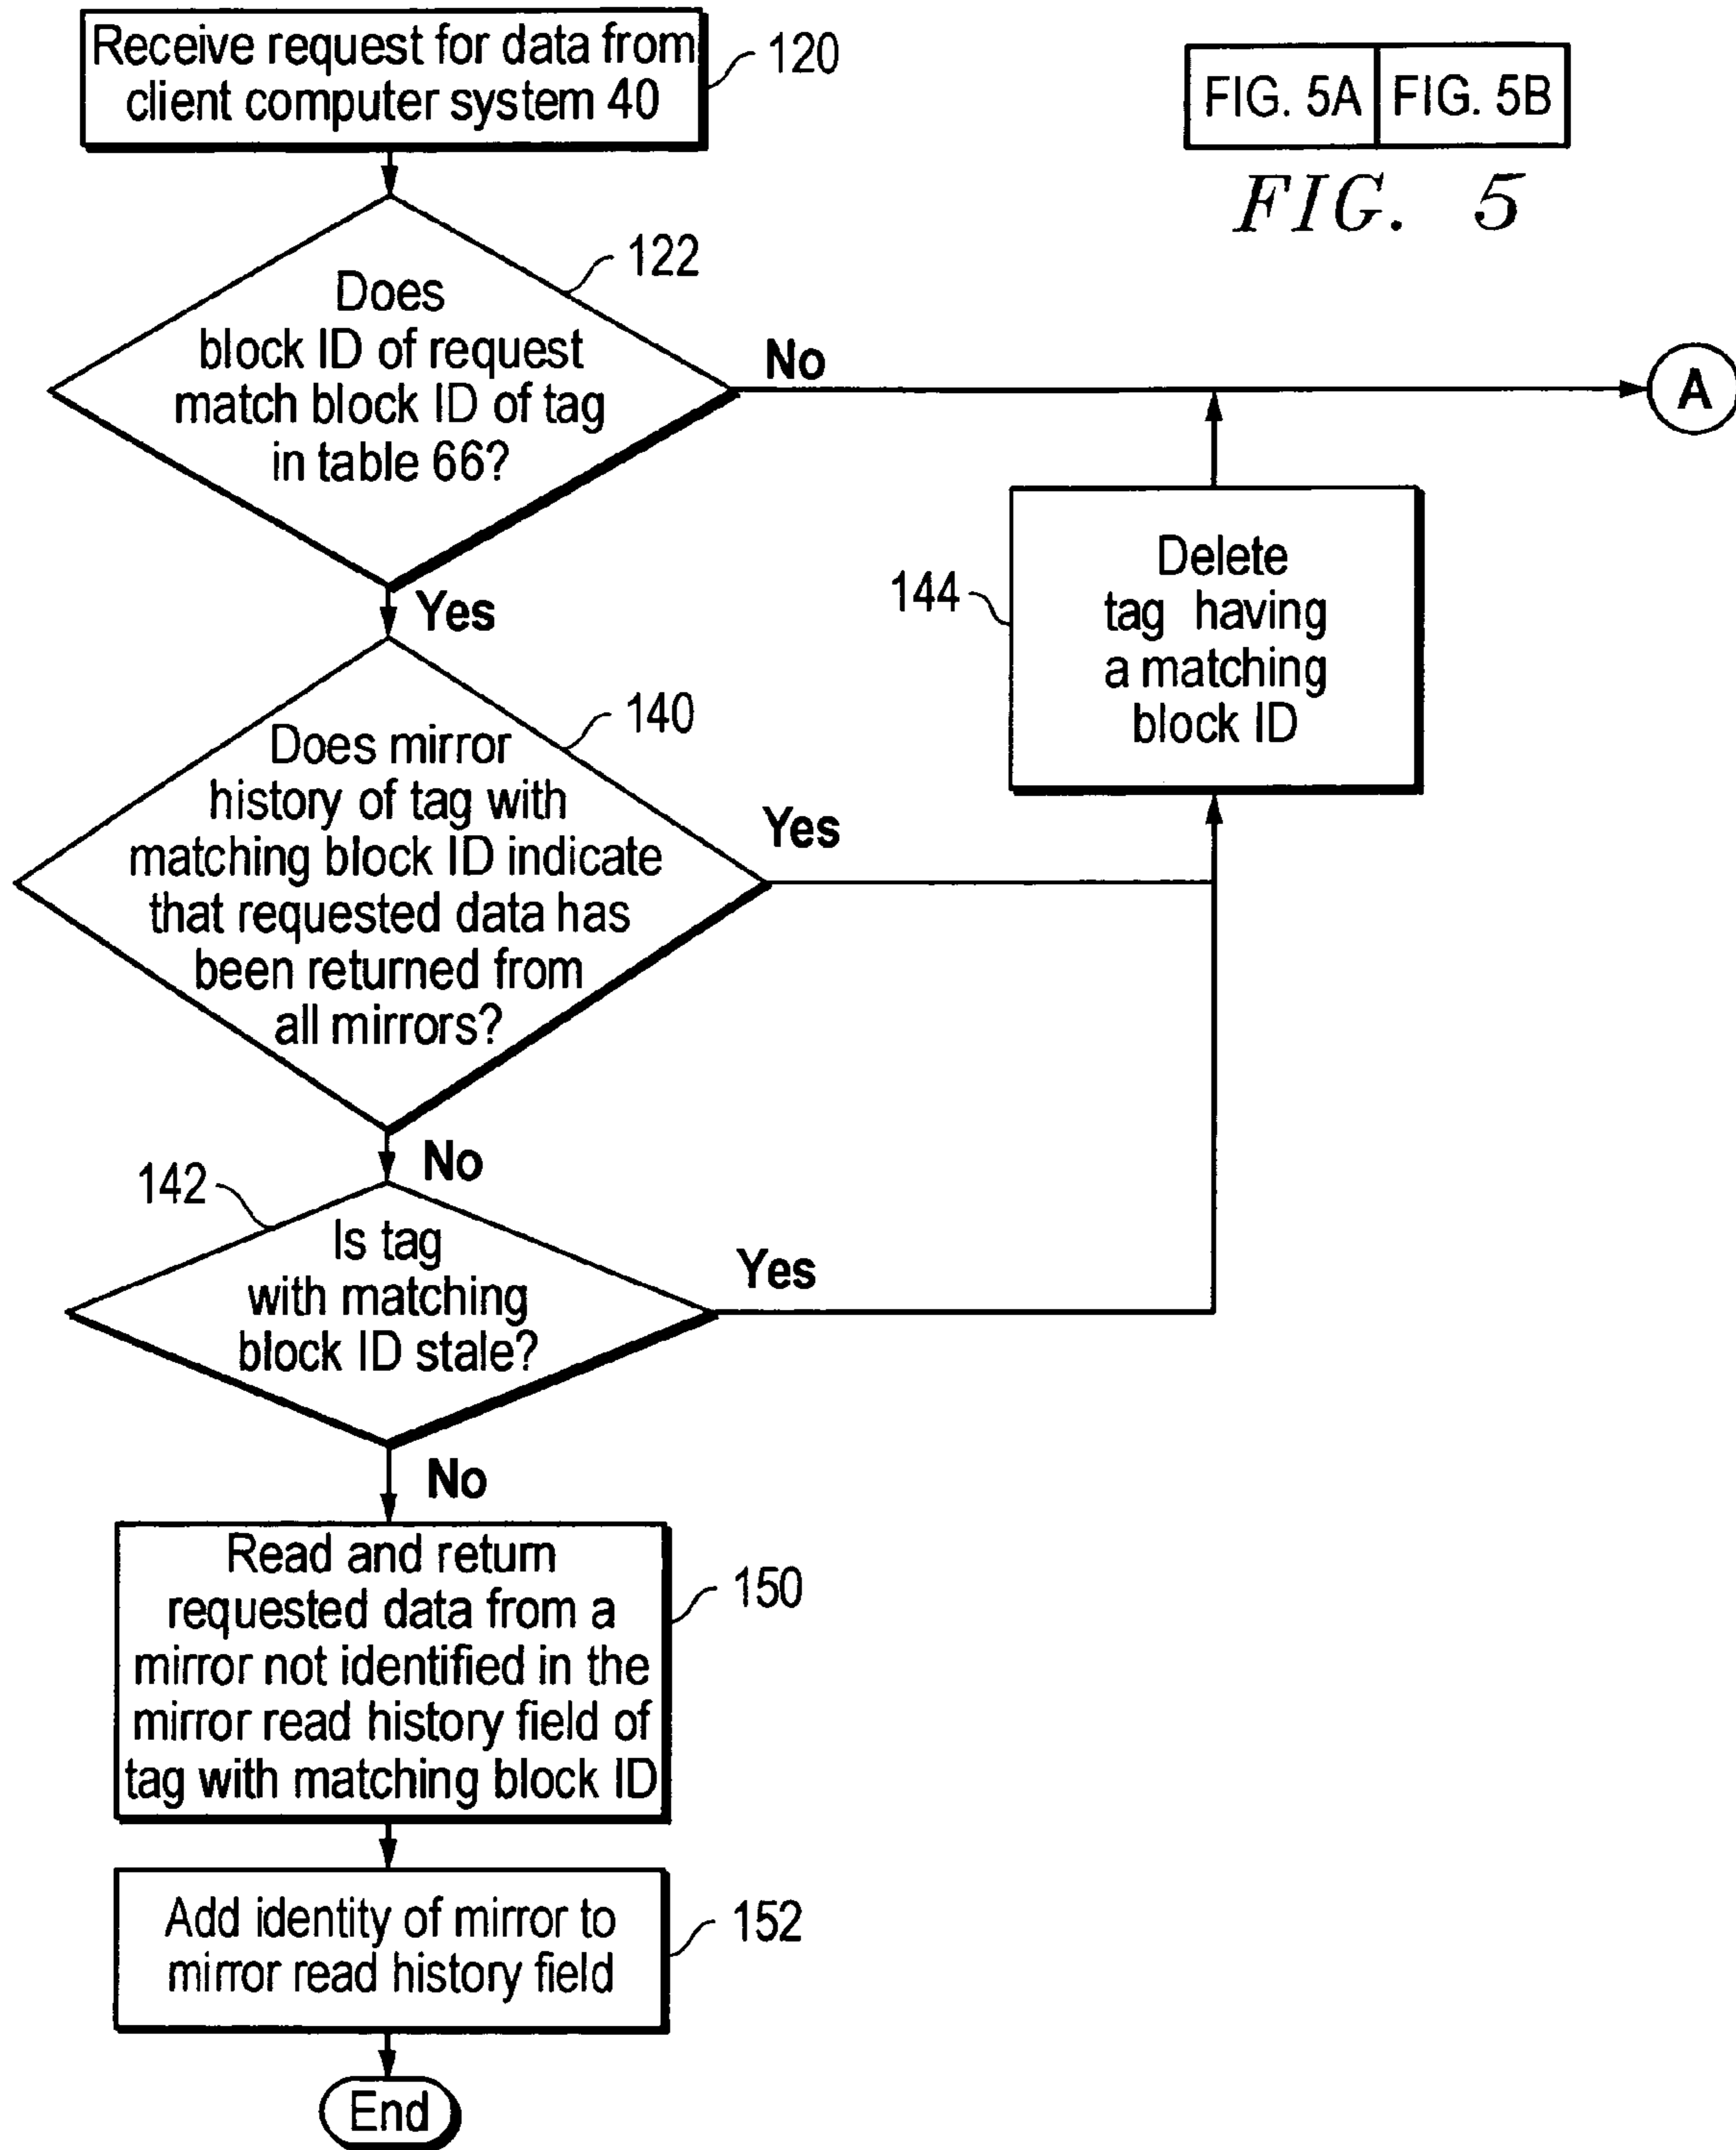 Receive request for data from
client computer system 40
120
FIG. 5A FIG. 5B
FIG. 5
Does
block ID of request
match block ID of tag
in table 66?
122
No
A
Yes
Delete
tag having
a matching
block ID
144
Does mirror
history of tag with
matching block ID indicate
that requested data has
been returned from
all mirrors?
140
Yes
No
142
Is tag
with matching
block ID stale?
Yes
No
Read and return
requested data from a
mirror not identified in the
mirror read history field of
tag with matching block ID
150
Add identity of mirror to
mirror read history field
152
End